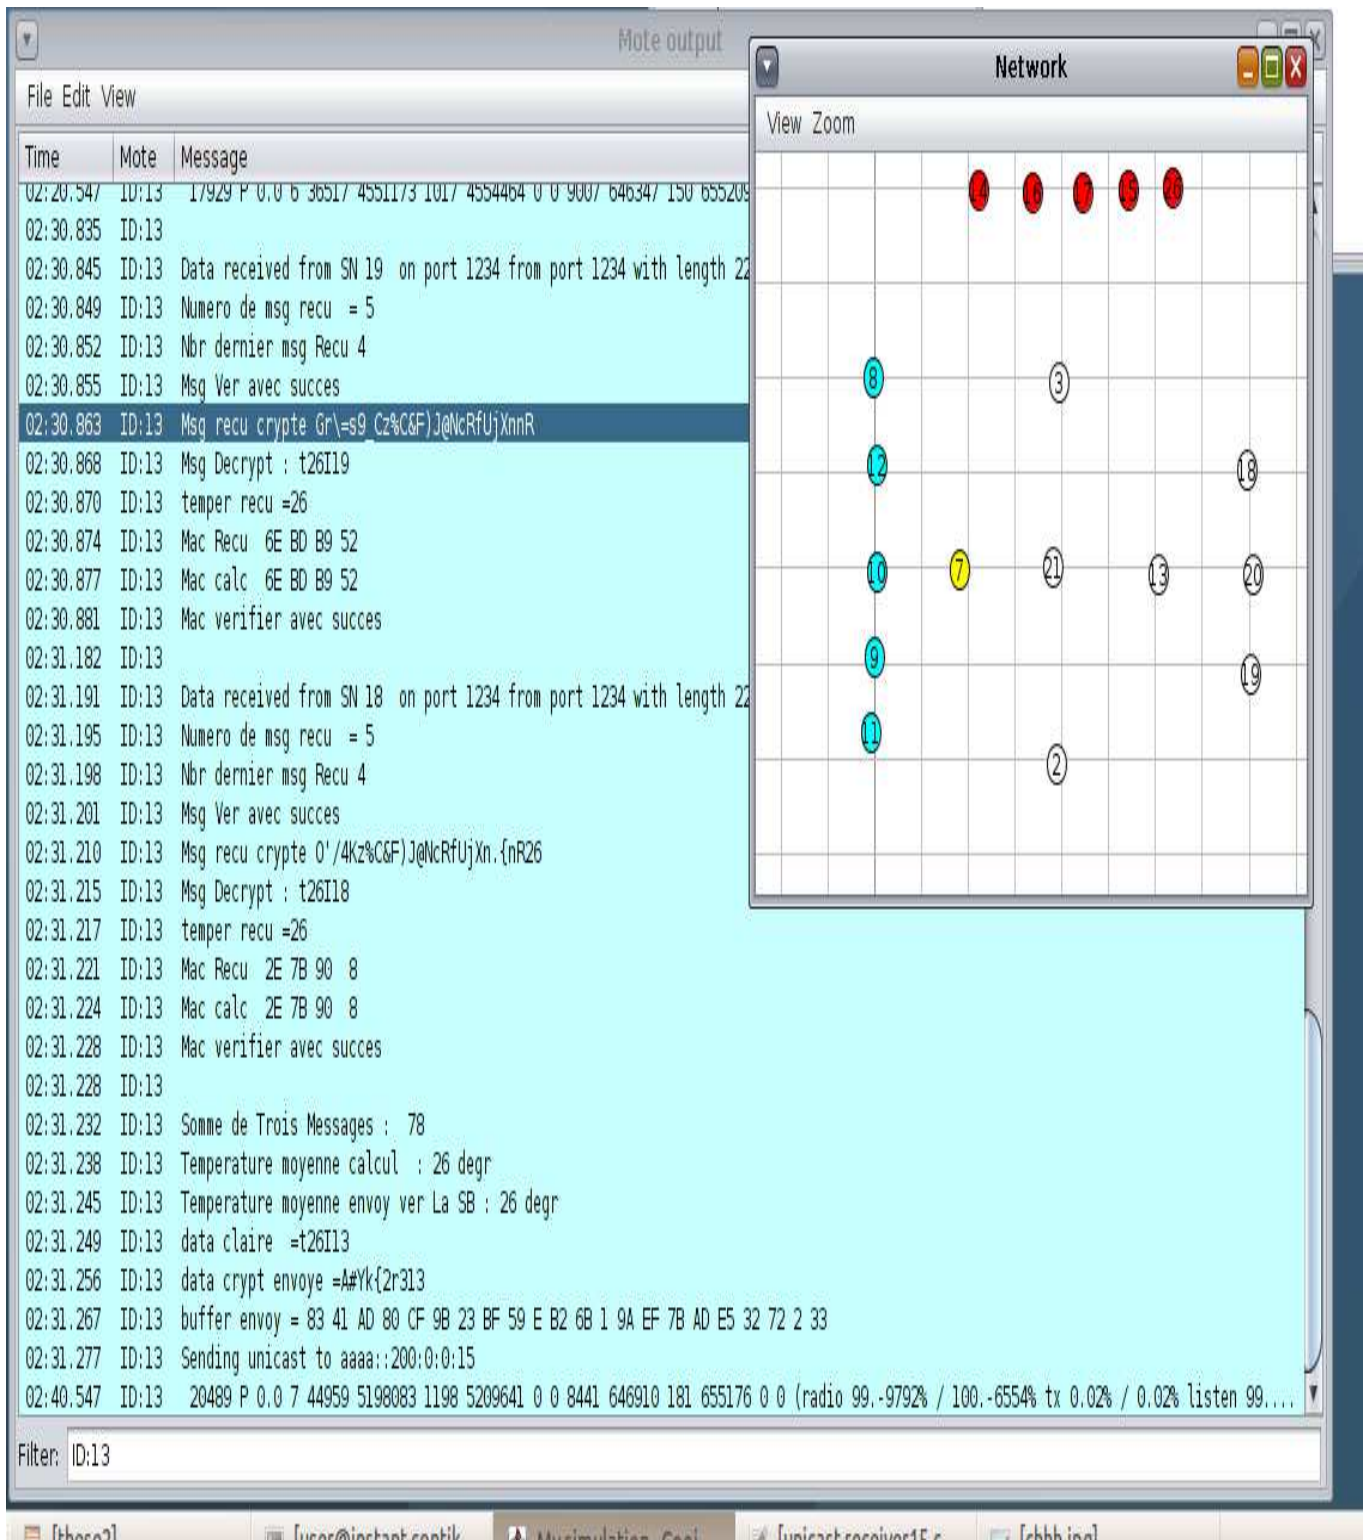 Mote output
File Edit View
Time Mote Message
02:20.547 ID:13 17929 P 0.0 6 36517 4551173 1017 4554464 0 0 9007 646347 150 655209
02:30.835 ID:13
02:30.845 ID:13 Data received from SN 19 on port 1234 from port 1234 with length 22
02:30.849 ID:13 Numero de msg recu = 5
02:30.852 ID:13 Nbr dernier msg Recu 4
02:30.855 ID:13 Msg Ver avec succes
02:30.863 ID:13 Msg recu crypte Gr\=s9_Cz%C&F)J@NcRfUjXnnR
02:30.868 ID:13 Msg Decrypt : t26I19
02:30.870 ID:13 temper recu =26
02:30.874 ID:13 Mac Recu 6E BD B9 52
02:30.877 ID:13 Mac calc 6E BD B9 52
02:30.881 ID:13 Mac verifier avec succes
02:31.182 ID:13
02:31.191 ID:13 Data received from SN 18 on port 1234 from port 1234 with length 22
02:31.195 ID:13 Numero de msg recu = 5
02:31.198 ID:13 Nbr dernier msg Recu 4
02:31.201 ID:13 Msg Ver avec succes
02:31.210 ID:13 Msg recu crypte O'/4Kz%C&F)J@NcRfUjXn.{nR26
02:31.215 ID:13 Msg Decrypt : t26I18
02:31.217 ID:13 temper recu =26
02:31.221 ID:13 Mac Recu 2E 7B 90 8
02:31.224 ID:13 Mac calc 2E 7B 90 8
02:31.228 ID:13 Mac verifier avec succes
02:31.228 ID:13
02:31.232 ID:13 Somme de Trois Messages : 78
02:31.238 ID:13 Temperature moyenne calcul : 26 degr
02:31.245 ID:13 Temperature moyenne envoy ver La SB : 26 degr
02:31.249 ID:13 data claire =t26I13
02:31.256 ID:13 data crypt envoye =A#Yk{2r313
02:31.267 ID:13 buffer envoy = 83 41 AD 80 CF 9B 23 BF 59 E B2 6B 1 9A EF 7B AD E5 32 72 2 33
02:31.277 ID:13 Sending unicast to aaaa::200:0:0:15
02:40.547 ID:13 20489 P 0.0 7 44959 5198083 1198 5209641 0 0 8441 646910 181 655176 0 0 (radio 99.-9792% / 100.-6554% tx 0.02% / 0.02% listen 99....
Filter: ID:13
Network
View Zoom
14 16 17 15
8 3
12 18
10 7 21 13 20
9 19
11
2